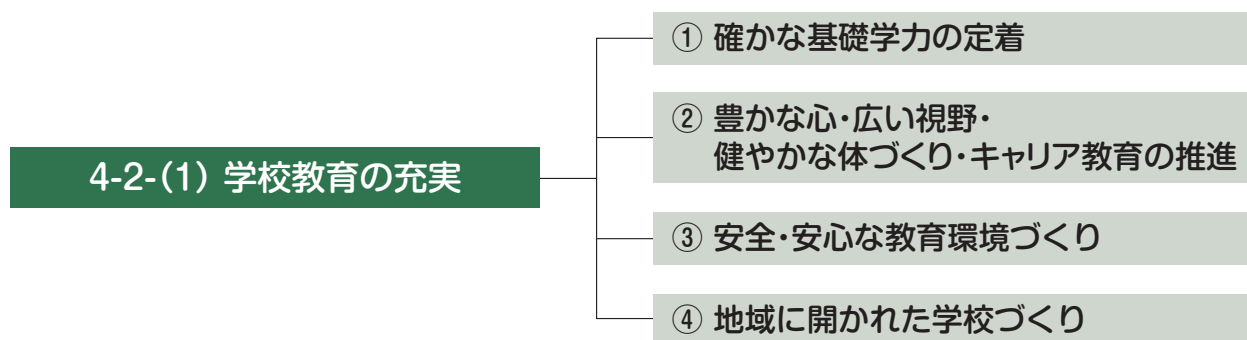 ① 確かな基礎学力の定着
② 豊かな心・広い視野・
健やかな体づくり・キャリア教育の推進
4-2-(1) 学校教育の充実
③ 安全・安心な教育環境づくり
④ 地域に開かれた学校づくり